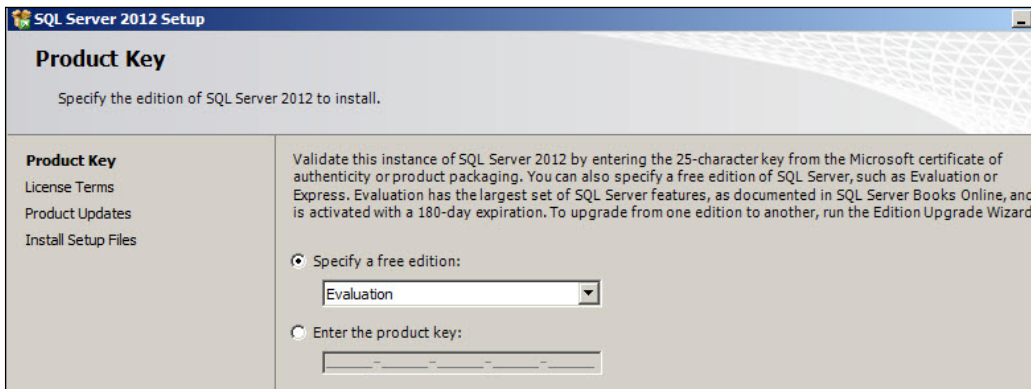 SQL Server 2012 Setup
Product Key
Specify the edition of SQL Server 2012 to install.
Product Key
License Terms
Product Updates
Install Setup Files
Validate this instance of SQL Server 2012 by entering the 25-character key from the Microsoft certificate of
authenticity or product packaging. You can also specify a free edition of SQL Server, such as Evaluation or
Express. Evaluation has the largest set of SQL Server features, as documented in SQL Server Books Online, and
is activated with a 180-day expiration. To upgrade from one edition to another, run the Edition Upgrade Wizard
Specify a free edition:
Evaluation
Enter the product key:
_____-_____-_____-_____-_____